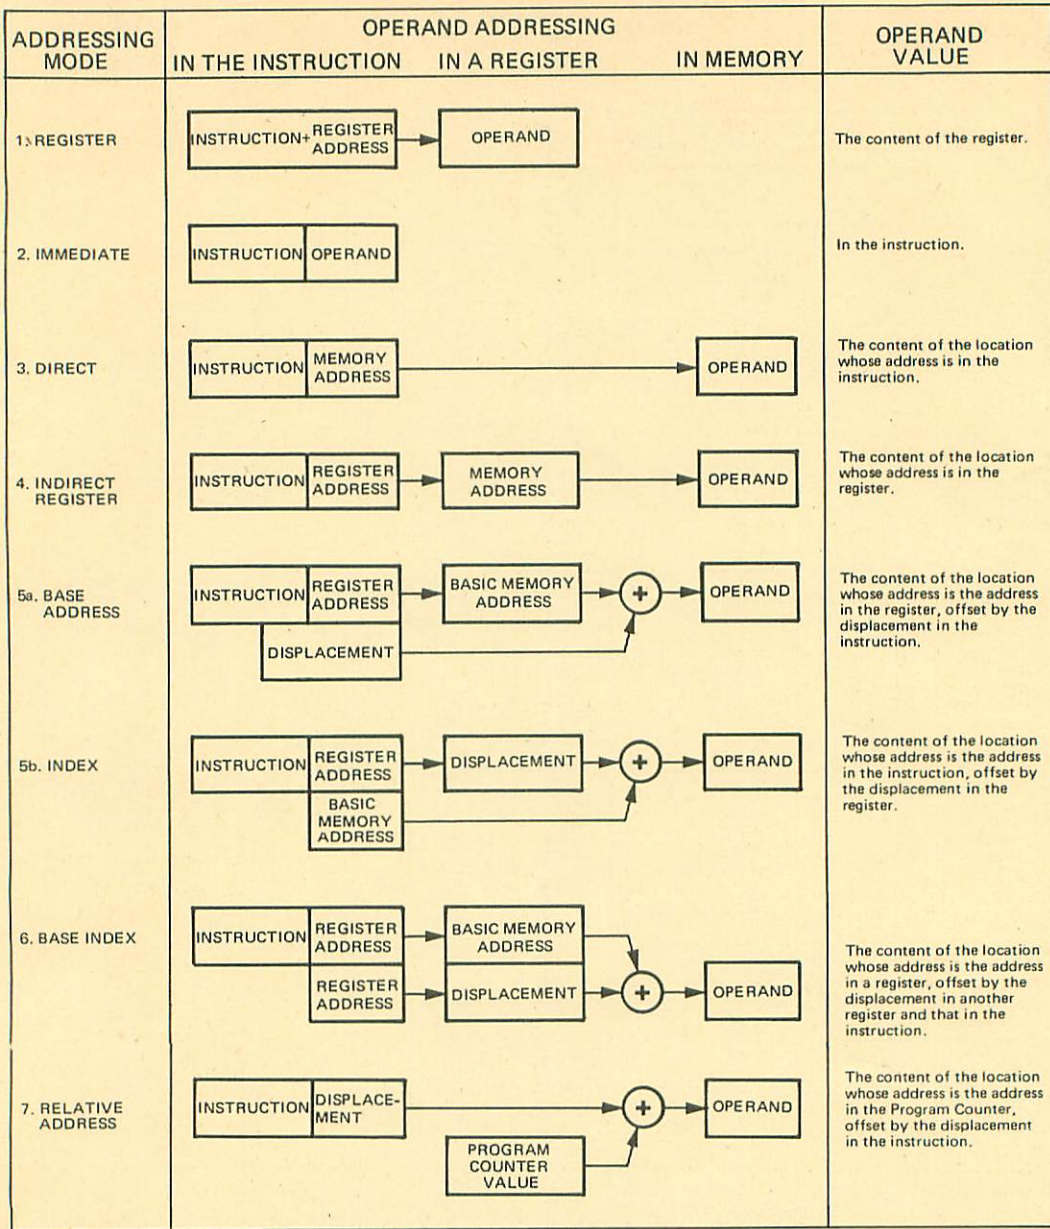 ADDRESSING
MODE
OPERAND ADDRESSING
IN THE INSTRUCTION IN A REGISTER IN MEMORY
OPERAND
VALUE
1. REGISTER
INSTRUCTION+
REGISTER
ADDRESS
OPERAND
The content of the register.
2. IMMEDIATE
INSTRUCTION
OPERAND
In the instruction.
3. DIRECT
INSTRUCTION
MEMORY
ADDRESS
OPERAND
The content of the location
whose address is in the
instruction.
4. INDIRECT
REGISTER
INSTRUCTION
REGISTER
ADDRESS
MEMORY
ADDRESS
OPERAND
The content of the location
whose address is in the
register.
5a. BASE
ADDRESS
INSTRUCTION
REGISTER
ADDRESS
BASIC MEMORY
ADDRESS
+
OPERAND
DISPLACEMENT
The content of the location
whose address is the address
in the register, offset by the
displacement in the
instruction.
5b. INDEX
INSTRUCTION
REGISTER
ADDRESS
DISPLACEMENT
+
OPERAND
BASIC
MEMORY
ADDRESS
The content of the location
whose address is the address
in the instruction, offset by
the displacement in the
register.
6. BASE INDEX
INSTRUCTION
REGISTER
ADDRESS
BASIC MEMORY
ADDRESS
REGISTER
ADDRESS
DISPLACEMENT
+
OPERAND
The content of the location
whose address is the address
in a register, offset by the
displacement in another
register and that in the
instruction.
7. RELATIVE
ADDRESS
INSTRUCTION
DISPLACE-
MENT
+
OPERAND
PROGRAM
COUNTER
VALUE
The content of the location
whose address is the address
in the Program Counter,
offset by the displacement
in the instruction.